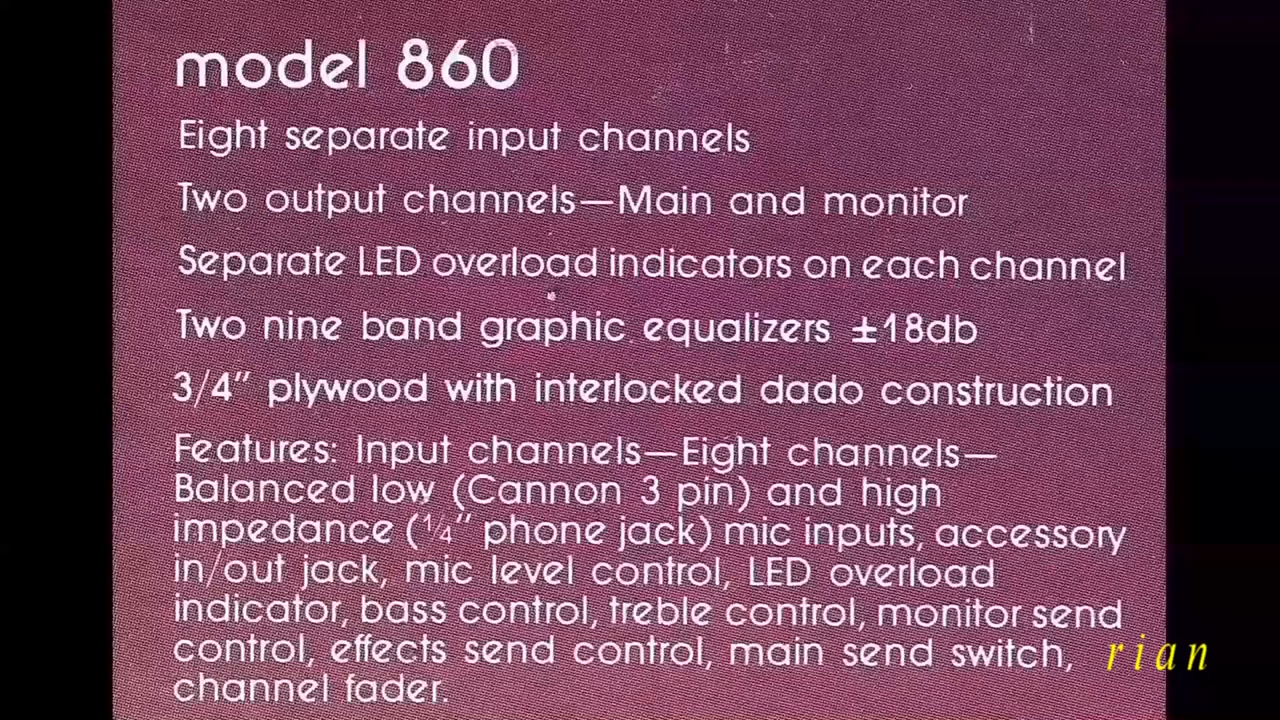 model 860
Eight separate input channels
Two output channels—Main and monitor
Separate LED overload indicators on each channel
Two nine band graphic equalizers ±18db
3/4" plywood with interlocked dado construction
Features: Input channels—Eight channels—
Balanced low (Cannon 3 pin) and high
impedance (¼" phone jack) mic inputs, accessory
in/out jack, mic level control, LED overload
indicator, bass control, treble control, monitor send
control, effects send control, main send switch,
channel fader.
rian